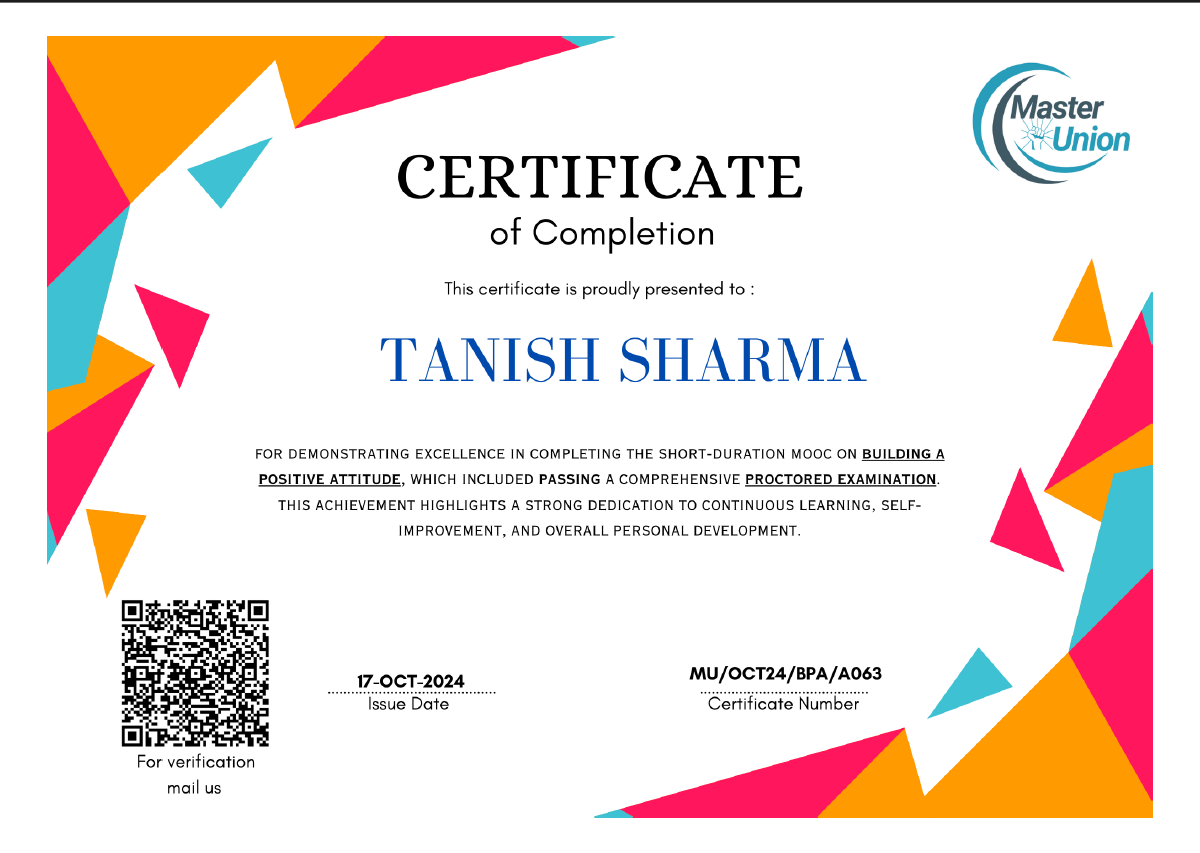 Master
Union
CERTIFICATE
of Completion
This certificate is proudly presented to :
TANISH SHARMA
FOR DEMONSTRATING EXCELLENCE IN COMPLETING THE SHORT-DURATION MOOC ON BUILDING A
POSITIVE ATTITUDE, WHICH INCLUDED PASSING A COMPREHENSIVE PROCTORED EXAMINATION.
THIS ACHIEVEMENT HIGHLIGHTS A STRONG DEDICATION TO CONTINUOUS LEARNING, SELF-
IMPROVEMENT, AND OVERALL PERSONAL DEVELOPMENT.
17-OCT-2024
Issue Date
MU/OCT24/BPA/A063
Certificate Number
For verification
mail us